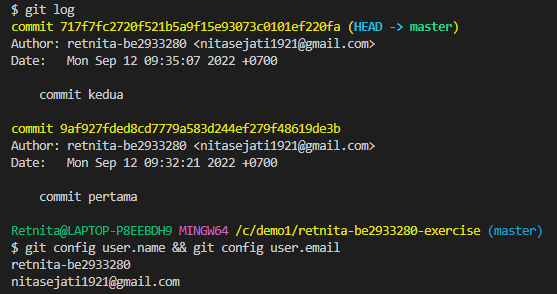 $ git log
commit 717f7fc2720f521b5a9f15e93073c0101ef220fa (HEAD -> master)
Author: retnita-be2933280 <nitasejati1921@gmail.com>
Date:   Mon Sep 12 09:35:07 2022 +0700
commit kedua
commit 9af927fded8cd7779a583d244ef279f48619de3b
Author: retnita-be2933280 <nitasejati1921@gmail.com>
Date:   Mon Sep 12 09:32:21 2022 +0700
commit pertama
Retnita@LAPTOP-P8EEBDH9 MINGW64 /c/demo1/retnita-be2933280-exercise (master)
$ git config user.name && git config user.email
retnita-be2933280
nitasejati1921@gmail.com